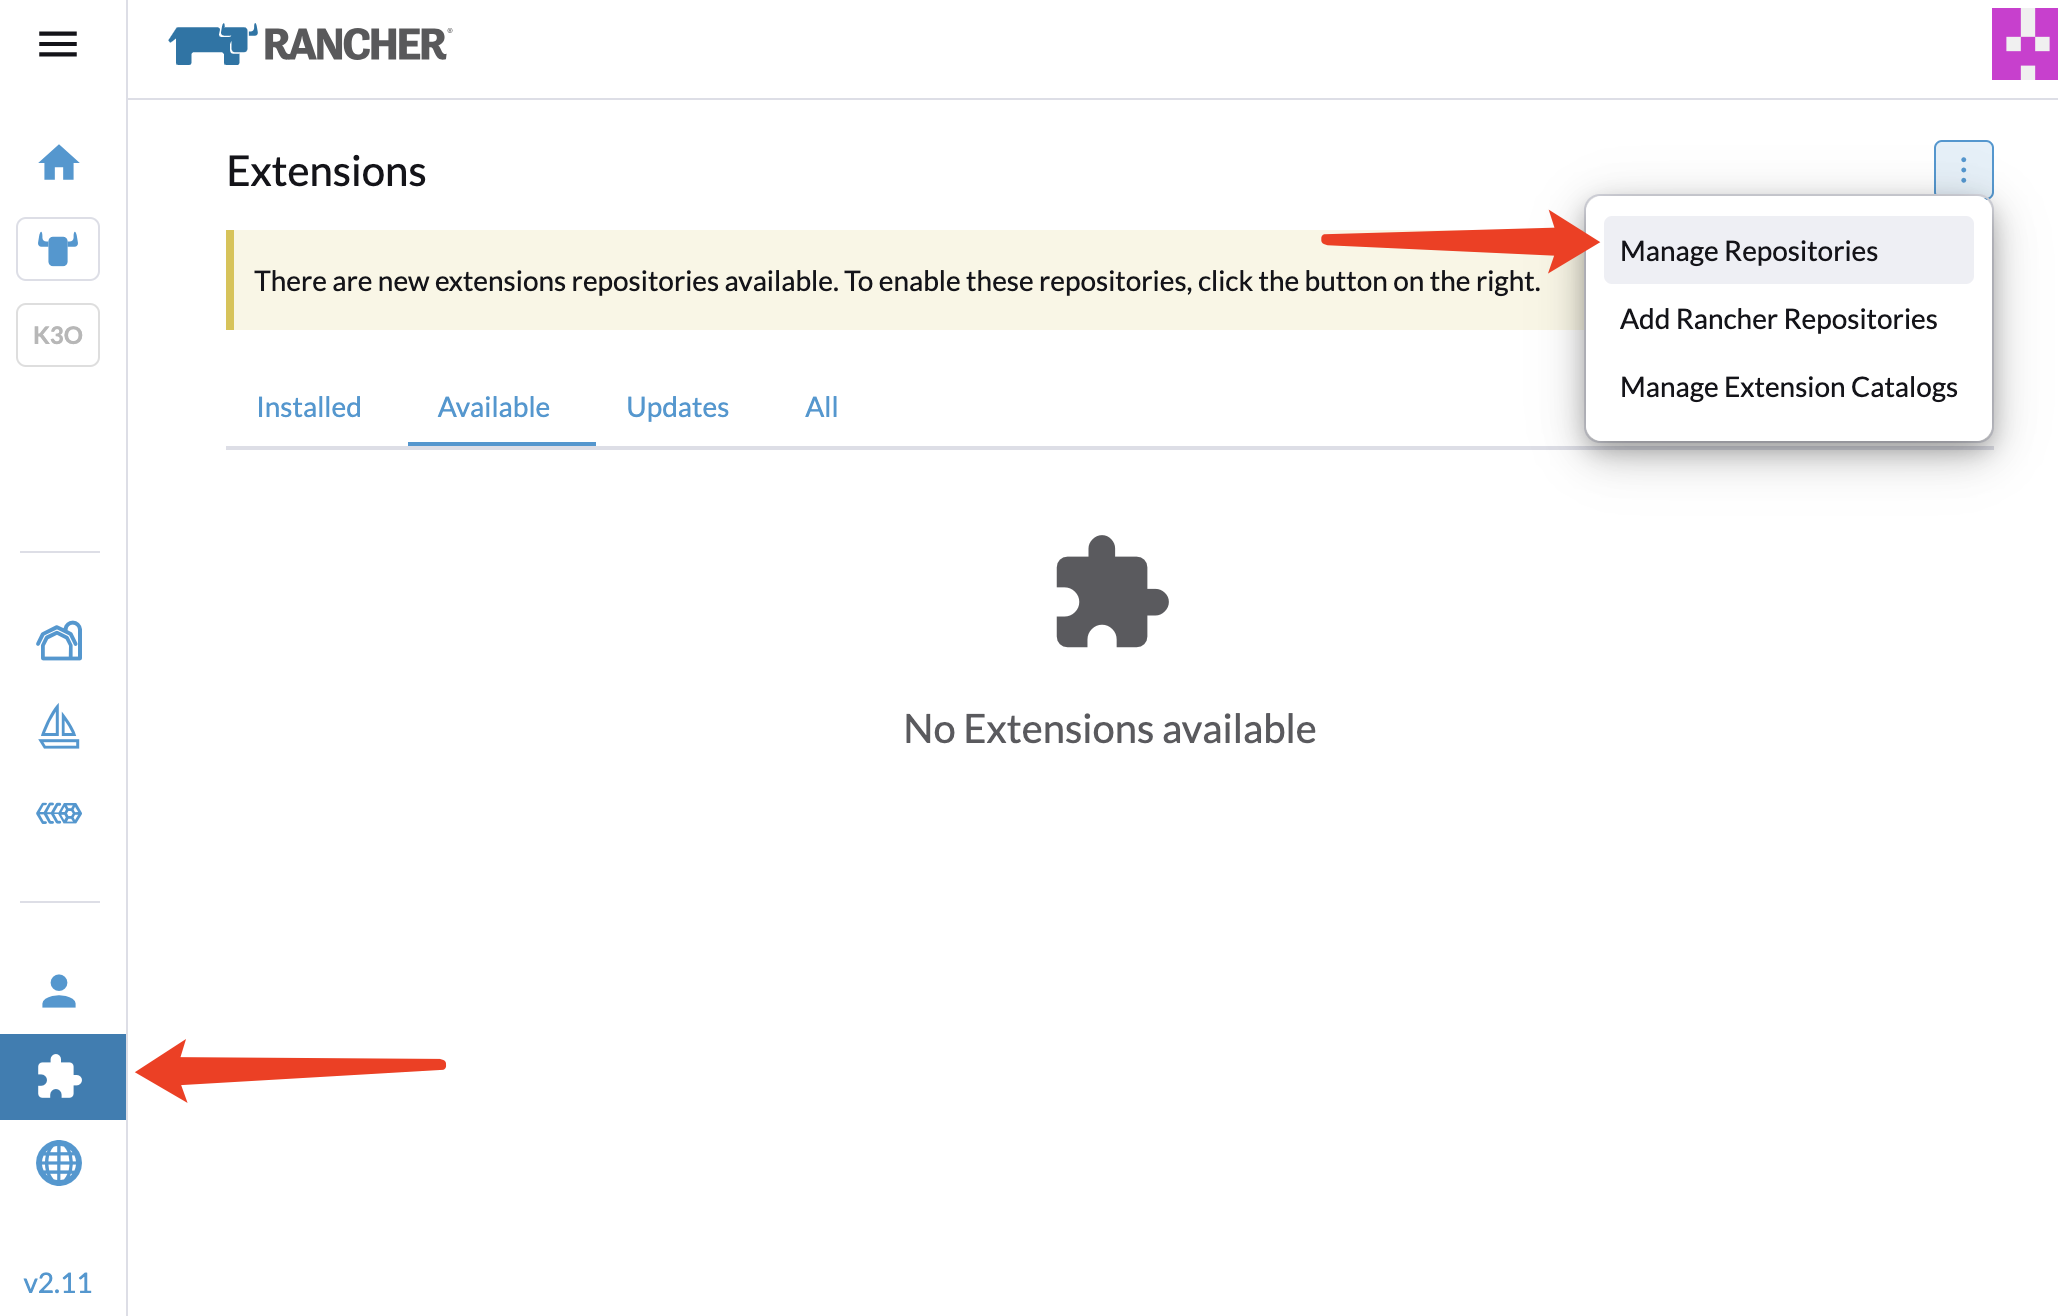 RANCHER®
Extensions
Manage Repositories
There are new extensions repositories available. To enable these repositories, click the button on the right.
Add Rancher Repositories
Manage Extension Catalogs
K3O
Installed
Available
Updates
All
No Extensions available
v2.11